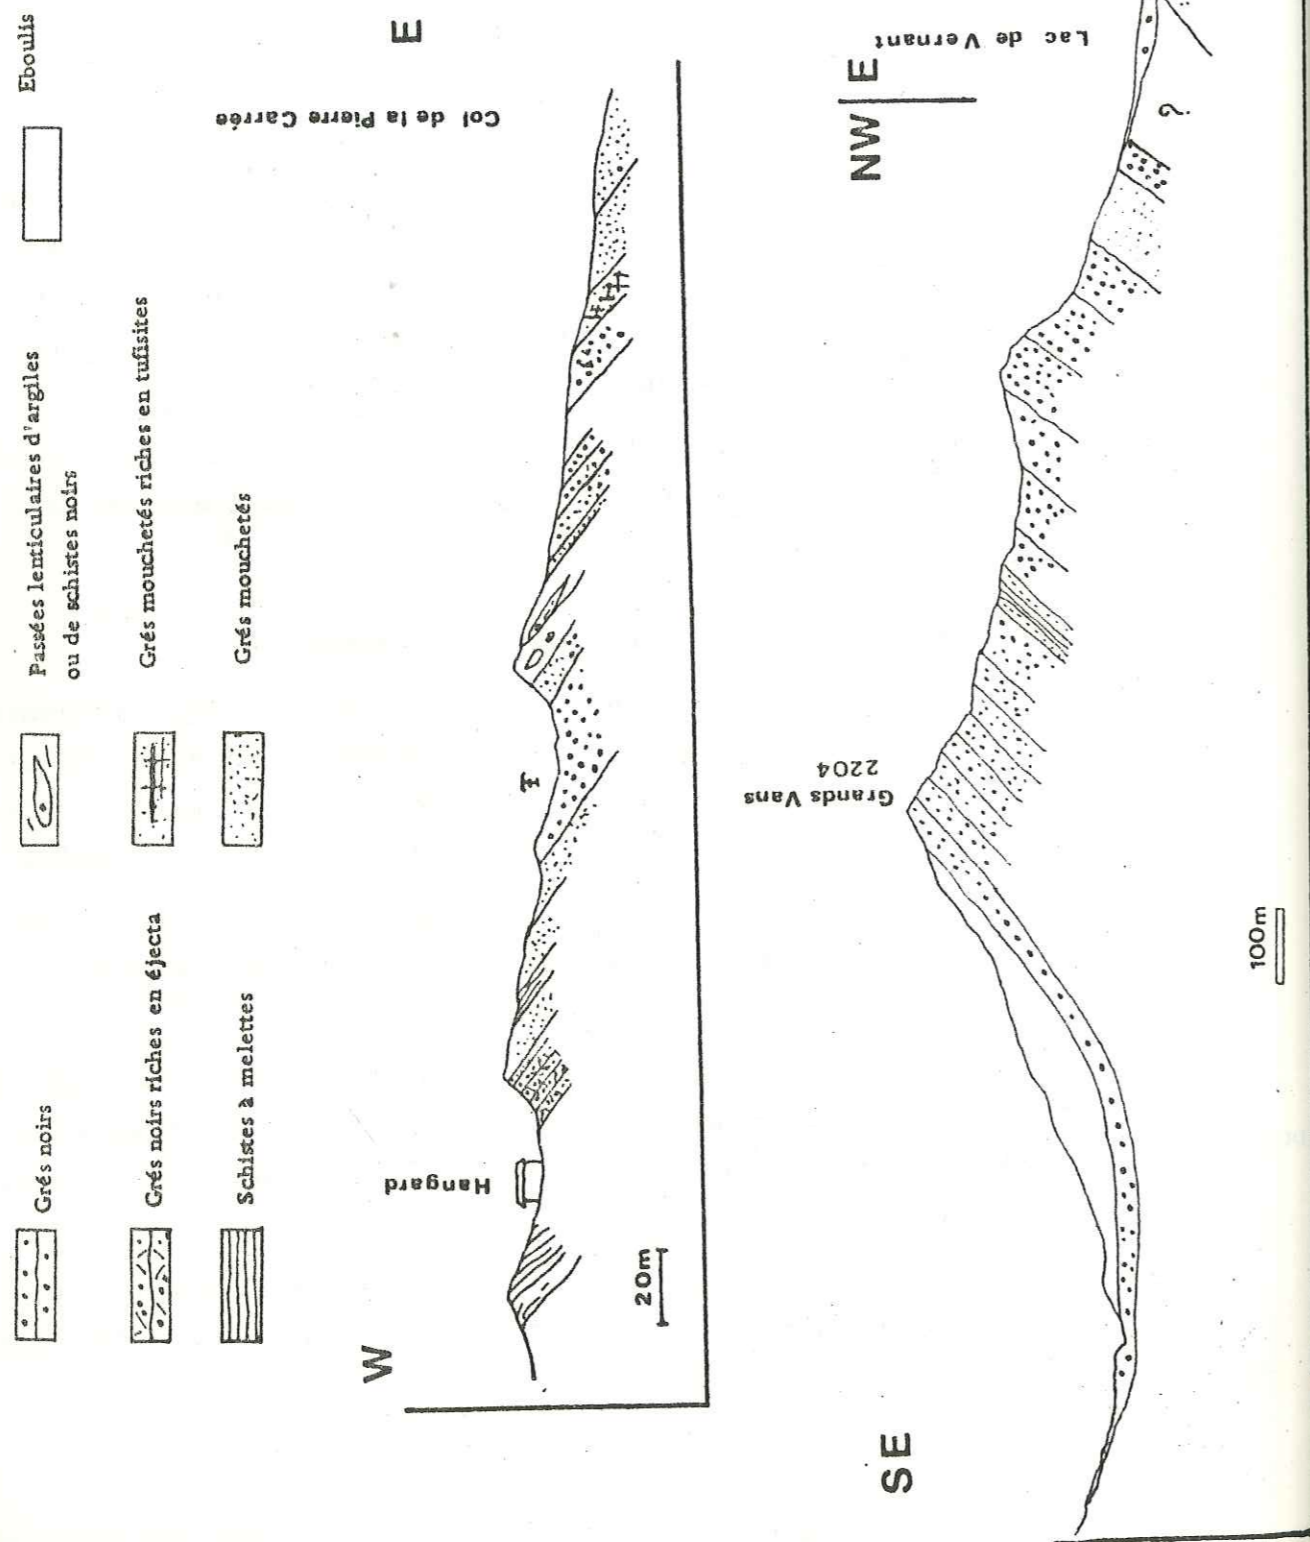 Grés noirs
Passées lenticulaires d'argiles
ou de schistes noirs
Eboulis
Grés noirs riches en éjecta
Grés mouchetés riches en tufisites
Schistes à melettes
Grés mouchetés
W
E
Hangard
Col de la Pierre Carrée
20m
SE
NW
E
Grands Vans
2204
Lac de Vernant
?
100m